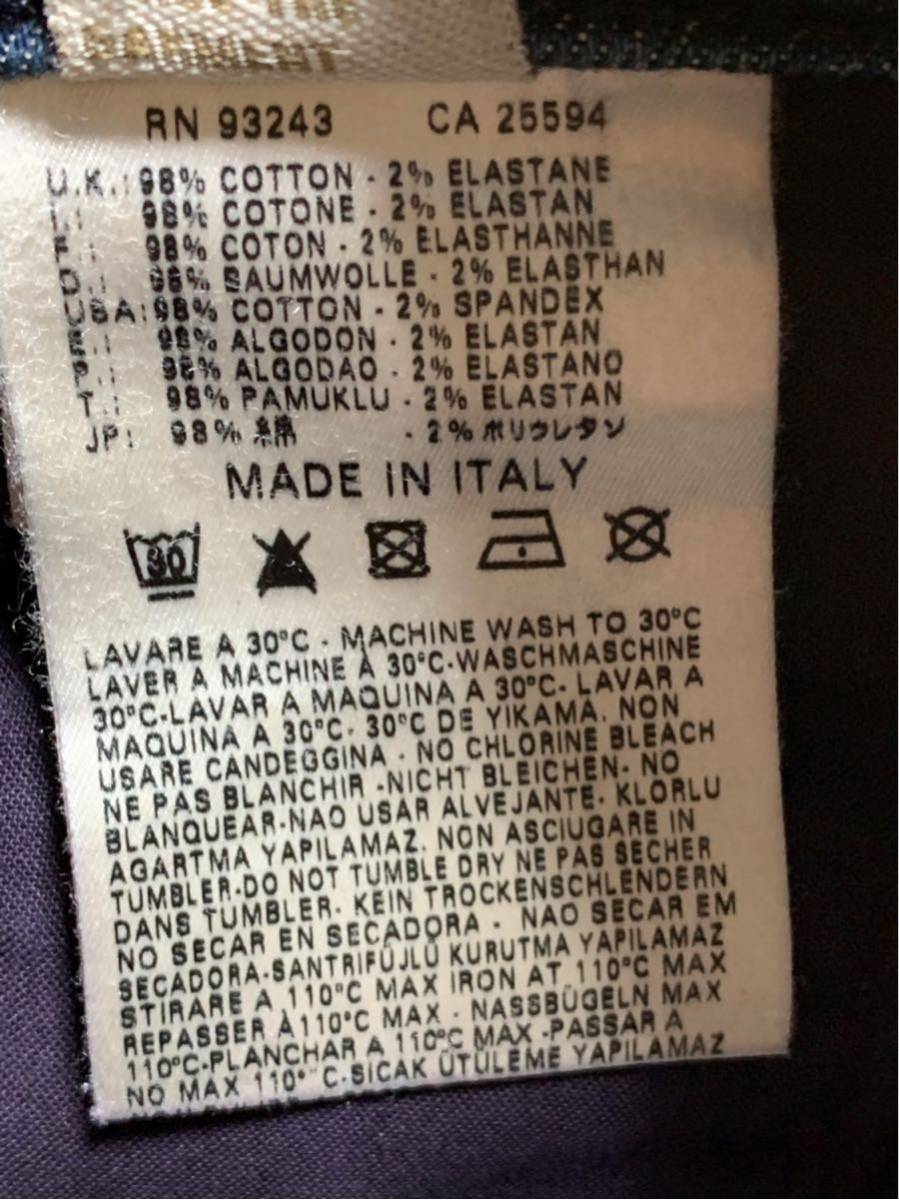 RN 93243 CA 25594
U.K.: 98% COTTON - 2% ELASTANE
I.: 98% COTONE - 2% ELASTAN
F.: 98% COTON - 2% ELASTHANNE
D.: 98% BAUMWOLLE - 2% ELASTHAN
USA: 98% COTTON - 2% SPANDEX
E.: 98% ALGODON - 2% ELASTAN
P.: 98% ALGODAO - 2% ELASTANO
T.: 98% PAMUKLU - 2% ELASTAN
JP: 98% 綿 - 2% ポリウレタン
MADE IN ITALY
30
LAVARE A 30°C - MACHINE WASH TO 30°C
LAVER A MACHINE À 30°C-WASCHMASCHINE
30°C-LAVAR A MAQUINA A 30°C- LAVAR A
MAQUINA A 30°C- 30°C DE YIKAMA. NON
USARE CANDEGGINA - NO CHLORINE BLEACH
NE PAS BLANCHIR -NICHT BLEICHEN- NO
BLANQUEAR-NAO USAR ALVEJANTE- KLORLU
AGARTMA YAPILAMAZ. NON ASCIUGARE IN
TUMBLER-DO NOT TUMBLE DRY NE PAS SECHER
DANS TUMBLER- KEIN TROCKENSCHLENDERN
NO SECAR EN SECADORA - NAO SECAR EM
SECADORA-SANTRIFÜJLÜ KURUTMA YAPILAMAZ
STIRARE A 110°C MAX IRON AT 110°C MAX
REPASSER À 110°C MAX - NASSBÜGELN MAX
110°C-PLANCHAR A 110°C MAX -PASSAR A
NO MAX 110° C-SICAK ÜTÜLEME YAPILAMAZ